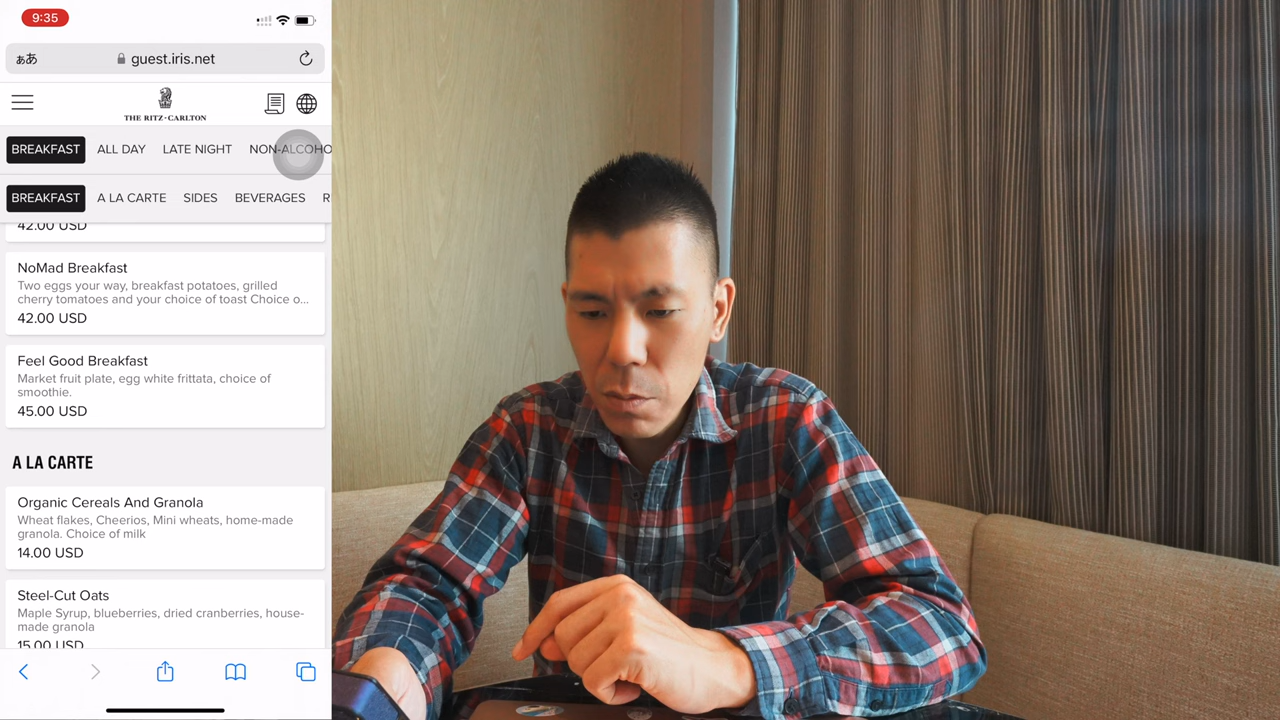 9:35
ぁあ
guest.iris.net
THE RITZ-CARLTON
BREAKFAST ALL DAY LATE NIGHT NON-ALCOHO
BREAKFAST A LA CARTE SIDES BEVERAGES R
42.00 USD
NoMad Breakfast
Two eggs your way, breakfast potatoes, grilled
cherry tomatoes and your choice of toast Choice o...
42.00 USD
Feel Good Breakfast
Market fruit plate, egg white frittata, choice of
smoothie.
45.00 USD
A LA CARTE
Organic Cereals And Granola
Wheat flakes, Cheerios, Mini wheats, home-made
granola. Choice of milk
14.00 USD
Steel-Cut Oats
Maple Syrup, blueberries, dried cranberries, house-
made granola
15.00 USD